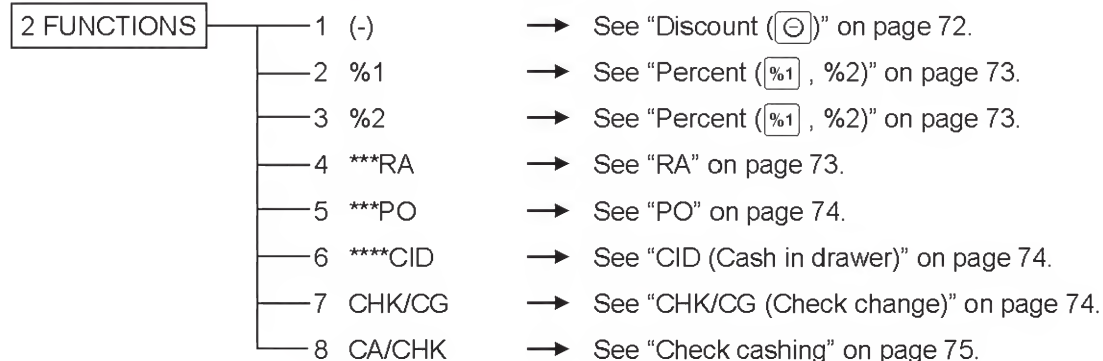 2 FUNCTIONS 1 (-) → See “Discount (⊖)” on page 72.
2 %1 → See “Percent (%1 , %2)” on page 73.
3 %2 → See “Percent (%1 , %2)” on page 73.
4 ***RA → See “RA” on page 73.
5 ***PO → See “PO” on page 74.
6 ****CID → See “CID (Cash in drawer)” on page 74.
7 CHK/CG → See “CHK/CG (Check change)” on page 74.
8 CA/CHK → See “Check cashing” on page 75.